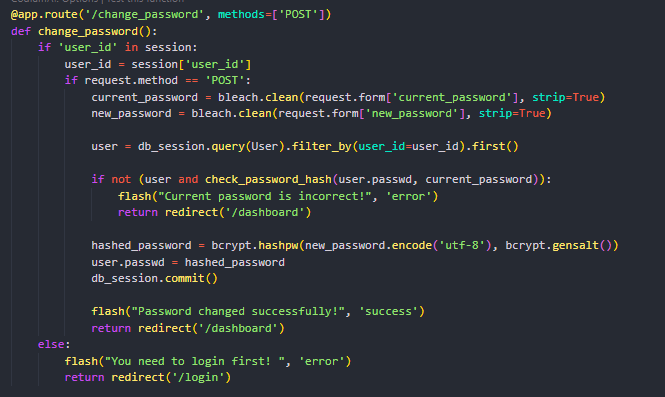 @app.route('/change_password', methods=['POST'])
def change_password():
    if 'user_id' in session:
        user_id = session['user_id']
        if request.method == 'POST':
            current_password = bleach.clean(request.form['current_password'], strip=True)
            new_password = bleach.clean(request.form['new_password'], strip=True)

            user = db_session.query(User).filter_by(user_id=user_id).first()

            if not (user and check_password_hash(user.passwd, current_password)):
                flash("Current password is incorrect!", 'error')
                return redirect('/dashboard')

            hashed_password = bcrypt.hashpw(new_password.encode('utf-8'), bcrypt.gensalt())
            user.passwd = hashed_password
            db_session.commit()

            flash("Password changed successfully!", 'success')
            return redirect('/dashboard')
    else:
        flash("You need to login first! ", 'error')
        return redirect('/login')